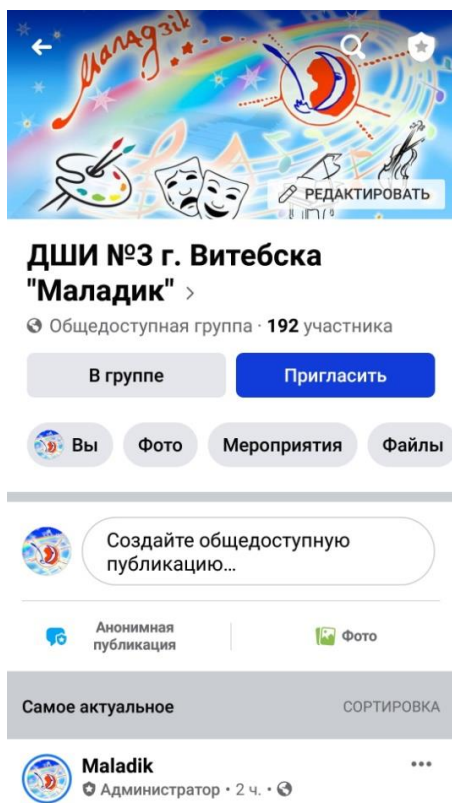 Маладзік
РЕДАКТИРОВАТЬ
ДШИ №3 г. Витебска
"Маладик" >
Общедоступная группа · 192 участника
В группе
Пригласить
Вы
Фото
Мероприятия
Файлы
Создайте общедоступную
публикацию...
Анонимная
публикация
Фото
Самое актуальное
СОРТИРОВКА
Maladik
Администратор • 2 ч. •